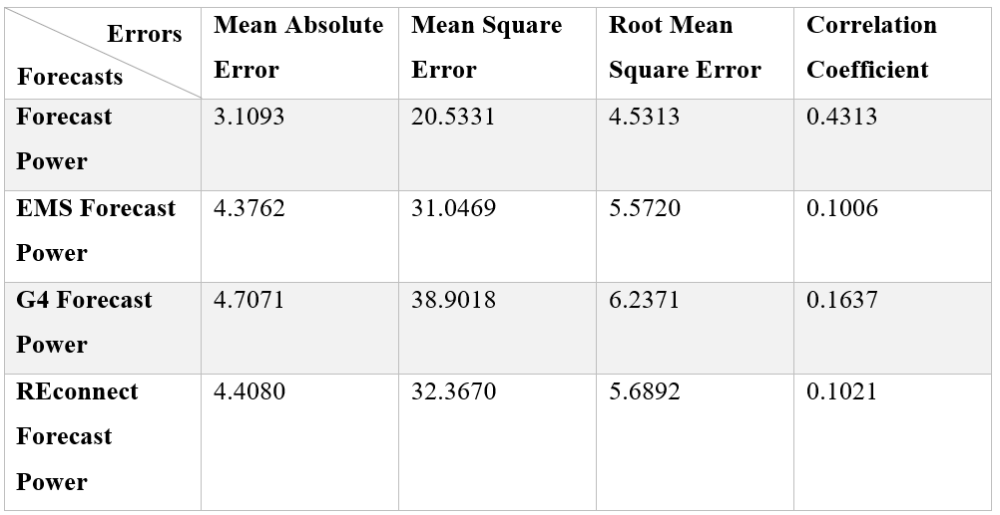 Errors
Forecasts
Mean Absolute
Error
Mean Square
Error
Root Mean
Square Error
Correlation
Coefficient
Forecast
Power
3.1093
20.5331
4.5313
0.4313
EMS Forecast
Power
4.3762
31.0469
5.5720
0.1006
G4 Forecast
Power
4.7071
38.9018
6.2371
0.1637
REconnect
Forecast
Power
4.4080
32.3670
5.6892
0.1021